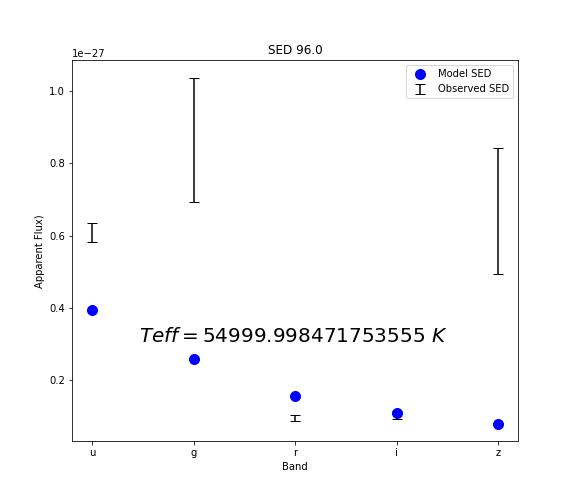 SED 96.0
1e−27
Model SED
Observed SED
1.0
0.8
0.6
0.4
0.2
Apparent Flux)
Teff = 54999.998471753555 K
u g r i z
Band